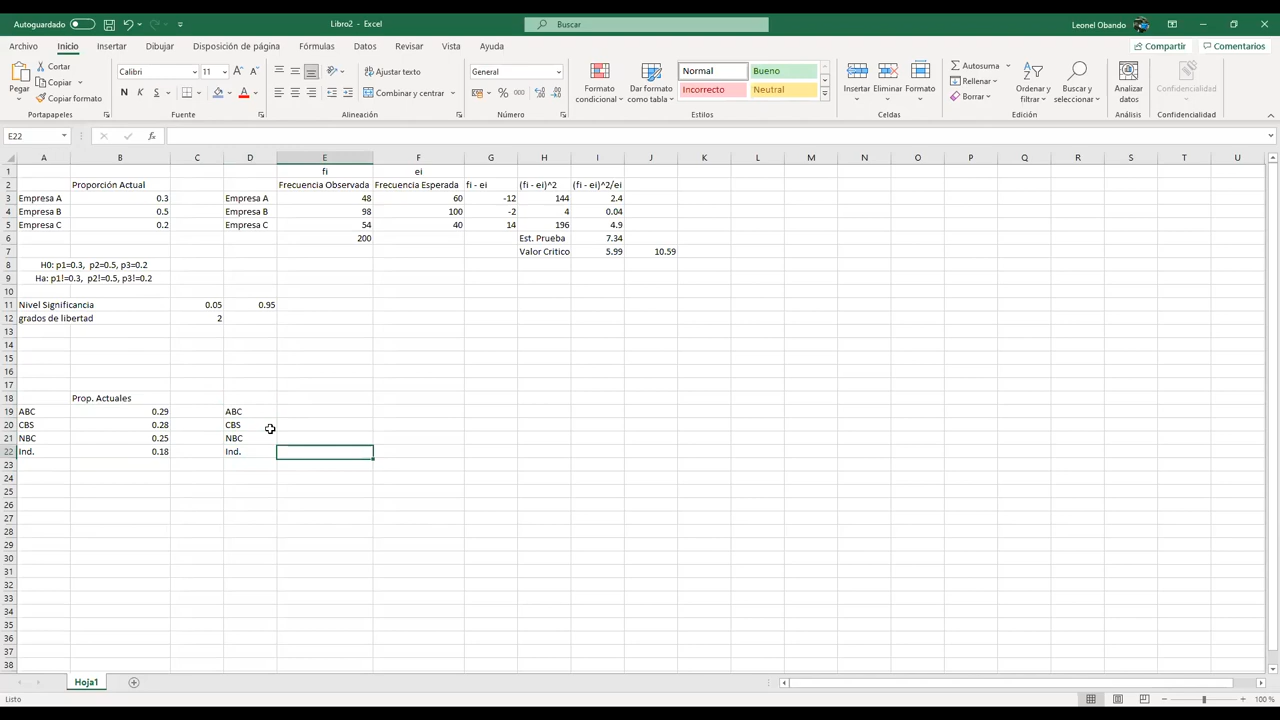 Autoguardado Libro2 - Excel Buscar Leonel Obando
Archivo Inicio Insertar Dibujar Disposición de página Fórmulas Datos Revisar Vista Ayuda Compartir Comentarios
Pegar Cortar Copiar Copiar formato Portapapeles
Calibri 11 N K S Fuente
Ajustar texto Combinar y centrar Alineación
General % 000 Número
Formato condicional Dar formato como tabla Normal Bueno Incorrecto Neutral Estilos
Insertar Eliminar Formato Celdas
Autosuma Rellenar Borrar Ordenar y filtrar Buscar y seleccionar Edición
Analizar datos Análisis
Confidencialidad Confidencialidad
E22 fx
A B C D E F G H I J K L M N O P Q R S T U
1 fi ei
2 Proporción Actual Frecuencia Observada Frecuencia Esperada fi - ei (fi - ei)^2 (fi - ei)^2/ei
3 Empresa A 0.3 Empresa A 48 60 -12 144 2.4
4 Empresa B 0.5 Empresa B 98 100 -2 4 0.04
5 Empresa C 0.2 Empresa C 54 40 14 196 4.9
6 200 Est. Prueba 7.34
7 Valor Critico 5.99 10.59
8 H0: p1=0.3, p2=0.5, p3=0.2
9 Ha: p1!=0.3, p2!=0.5, p3!=0.2
10
11 Nivel Significancia 0.05 0.95
12 grados de libertad 2
13
14
15
16
17
18 Prop. Actuales
19 ABC 0.29 ABC
20 CBS 0.28 CBS
21 NBC 0.25 NBC
22 Ind. 0.18 Ind.
23
24
25
26
27
28
29
30
31
32
33
34
35
36
37
38
Hoja1
Listo 100 %